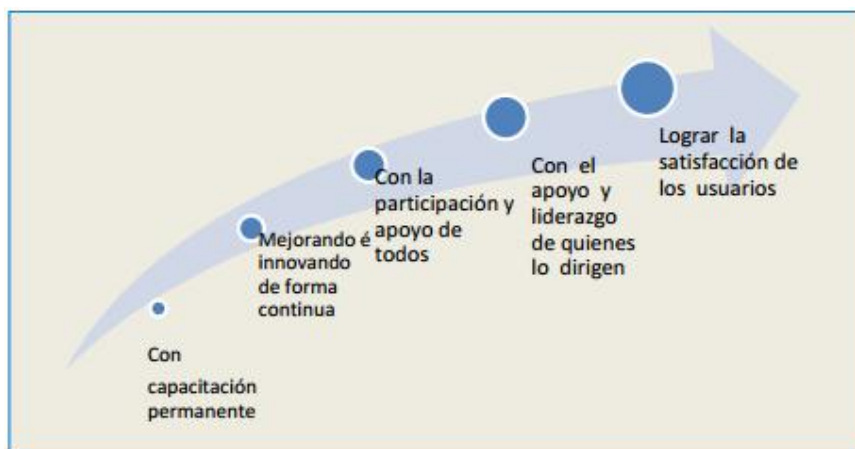 Con
capacitación
permanente
Mejorando é
innovando
de forma
continua
Con la
participación y
apoyo de
todos
Con el
apoyo y
liderazgo
de quienes
lo dirigen
Lograr la
satisfacción de
los usuarios